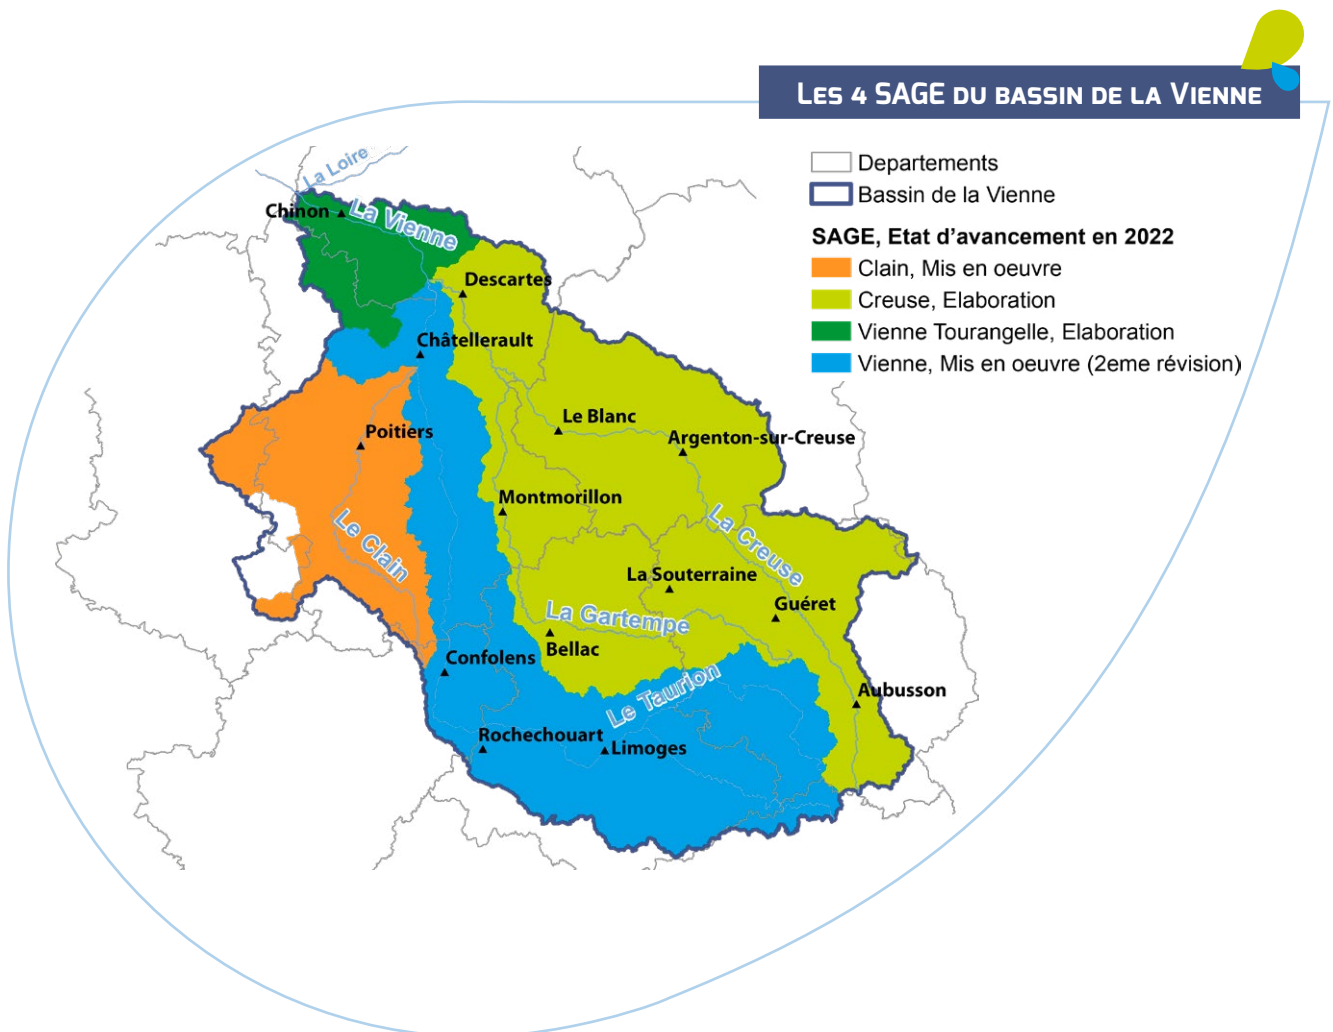 LES 4 SAGE DU BASSIN DE LA VIENNE
Departements
Bassin de la Vienne
SAGE, Etat d'avancement en 2022
Clain, Mis en oeuvre
Creuse, Elaboration
Vienne Tourangelle, Elaboration
Vienne, Mis en oeuvre (2eme révision)
La Loire
Chinon
La Vienne
Descartes
Châtellerault
Le Blanc
Poitiers
Argenton-sur-Creuse
Montmorillon
Le Clain
La Creuse
La Souterraine
Guéret
La Gartempe
Bellac
Confolens
Le Taurion
Aubusson
Rochechouart
Limoges